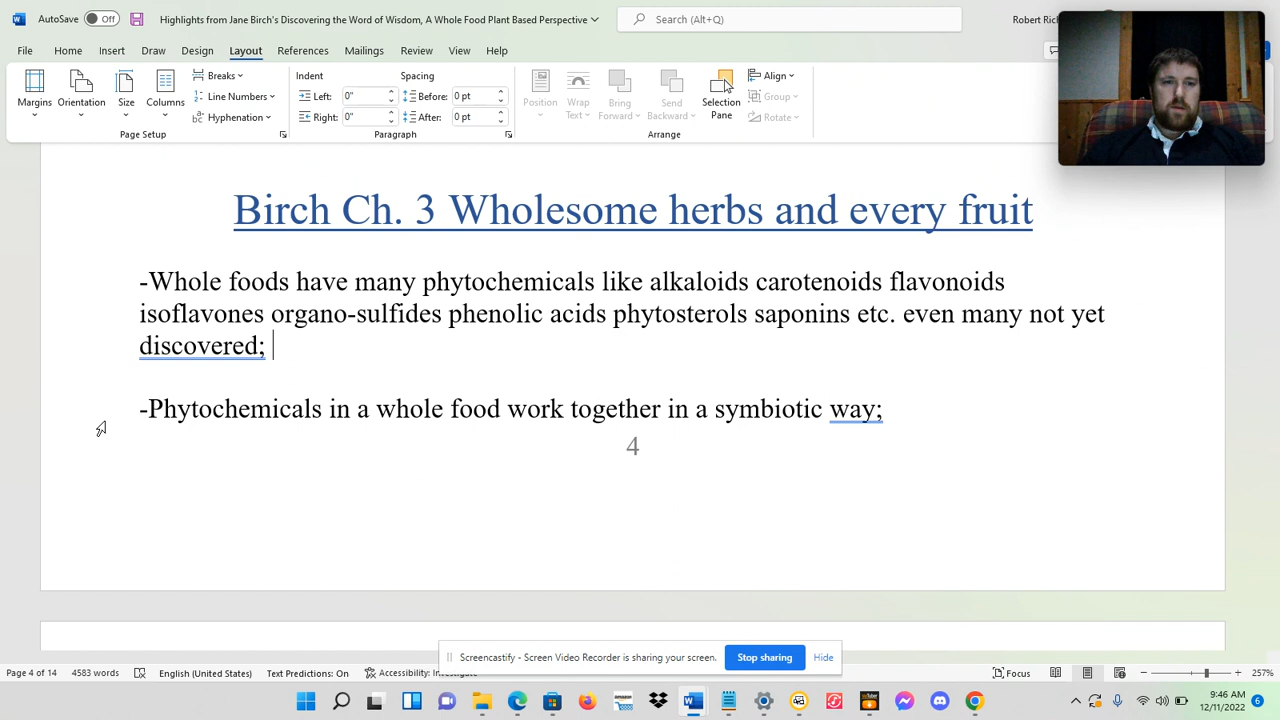 AutoSave Off Highlights from Jane Birch's Discovering the Word of Wisdom, A Whole Food Plant Based Perspective Search (Alt+Q) Robert Ric
File Home Insert Draw Design Layout References Mailings Review View Help
Margins Orientation Size Columns Breaks Line Numbers Hyphenation
Page Setup
Indent Spacing
Left: 0" Before: 0 pt
Right: 0" After: 0 pt
Paragraph
Position Wrap Text Bring Forward Send Backward Selection Pane Align Group Rotate
Arrange
Birch Ch. 3 Wholesome herbs and every fruit
-Whole foods have many phytochemicals like alkaloids carotenoids flavonoids
isoflavones organo-sulfides phenolic acids phytosterols saponins etc. even many not yet
discovered;
-Phytochemicals in a whole food work together in a symbiotic way;
4
Screencastify - Screen Video Recorder is sharing your screen. Stop sharing Hide
Page 4 of 14 4583 words English (United States) Text Predictions: On Accessibility: Investigate Focus 257%
9:46 AM
12/11/2022 6